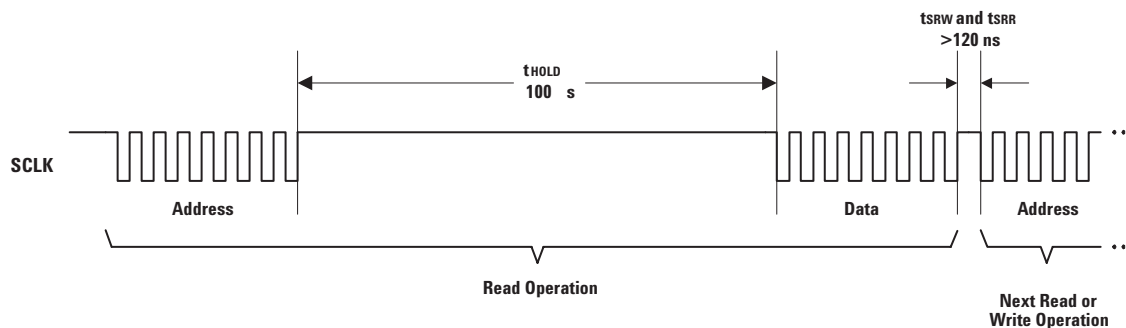 tSRW and tSRR
>120 ns
tHOLD
100 s
SCLK
Address
Data
Address
Read Operation
Next Read or
Write Operation